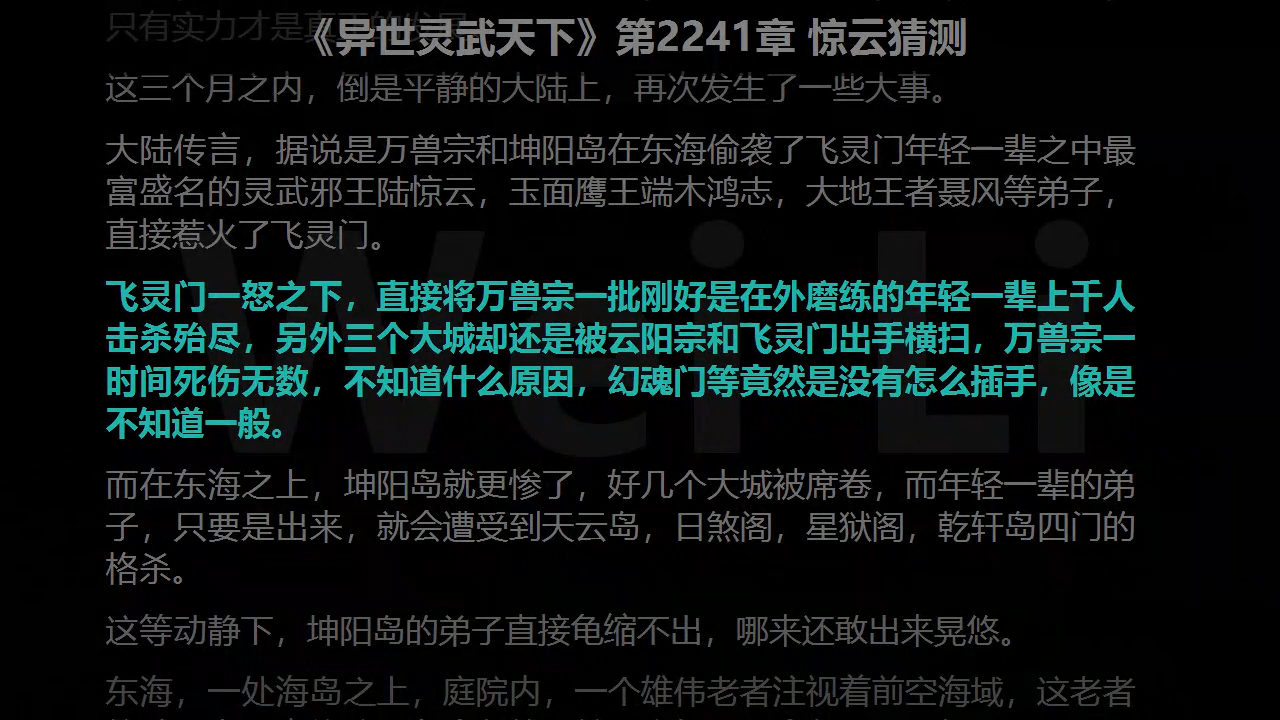 只有实力才是真正的发展
《异世灵武天下》第2241章 惊云猜测
这三个月之内，倒是平静的大陆上，再次发生了一些大事。
大陆传言，据说是万兽宗和坤阳岛在东海偷袭了飞灵门年轻一辈之中最
富盛名的灵武邪王陆惊云，玉面鹰王端木鸿志，大地王者聂风等弟子，
直接惹火了飞灵门。
飞灵门一怒之下，直接将万兽宗一批刚好是在外磨练的年轻一辈上千人
击杀殆尽，另外三个大城却还是被云阳宗和飞灵门出手横扫，万兽宗一
时间死伤无数，不知道什么原因，幻魂门等竟然是没有怎么插手，像是
不知道一般。
而在东海之上，坤阳岛就更惨了，好几个大城被席卷，而年轻一辈的弟
子，只要是出来，就会遭受到天云岛，日煞阁，星狱阁，乾轩岛四门的
格杀。
这等动静下，坤阳岛的弟子直接龟缩不出，哪来还敢出来晃悠。
东海，一处海岛之上，庭院内，一个雄伟老者注视着前空海域，这老者
Wei Li